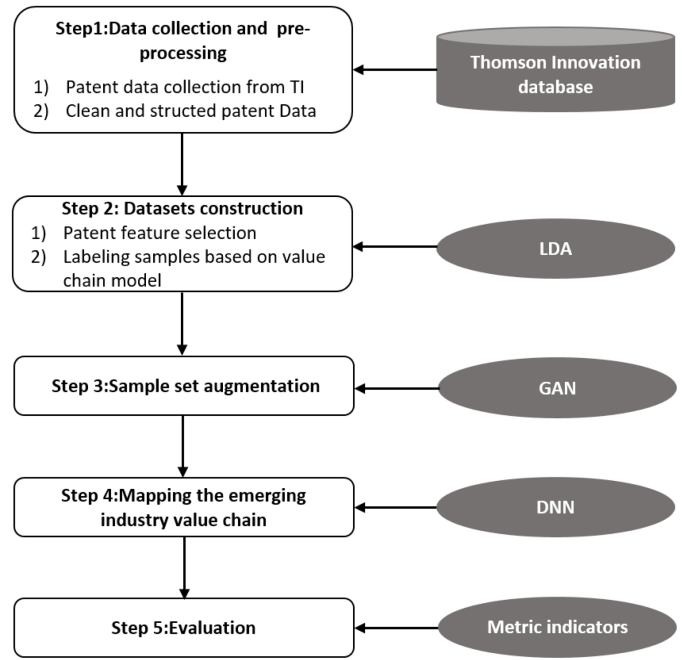 Step1:Data collection and pre-
processing
1) Patent data collection from TI
2) Clean and structed patent Data
Thomson Innovation
database
Step 2: Datasets construction
1) Patent feature selection
2) Labeling samples based on value
chain model
LDA
Step 3:Sample set augmentation
GAN
Step 4:Mapping the emerging
industry value chain
DNN
Step 5:Evaluation
Metric indicators